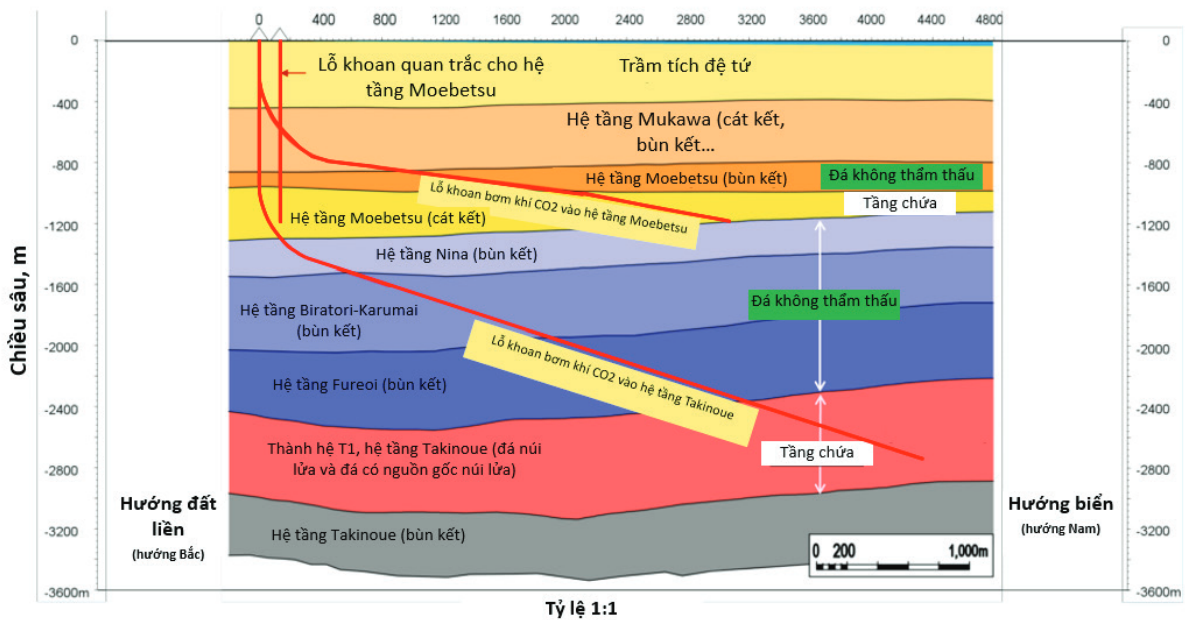 0 400 800 1200 1600 2000 2400 2800 3200 3600 4000 4400 4800
0
-400
-800
-1200
-1600
-2000
-2400
-2800
-3200
-3600m
Chiều sâu, m
Lỗ khoan quan trắc cho hệ
tầng Moebetsu
Trầm tích đệ tứ
Hệ tầng Mukawa (cát kết,
bùn kết...
Hệ tầng Moebetsu (bùn kết)
Đá không thẩm thấu
Lỗ khoan bơm khí CO2 vào hệ tầng Moebetsu
Tầng chứa
Hệ tầng Moebetsu (cát kết)
Hệ tầng Nina (bùn kết)
Đá không thẩm thấu
Hệ tầng Biratori-Karumai
(bùn kết)
Lỗ khoan bơm khí CO2 vào hệ tầng Takinoue
Hệ tầng Fureoi (bùn kết)
Thành hệ T1, hệ tầng Takinoue (đá núi
lửa và đá có nguồn gốc núi lửa)
Tầng chứa
Hệ tầng Takinoue (bùn kết)
Hướng đất
liền
(hướng Bắc)
Hướng biển
(hướng Nam)
0 200 1,000m
0
-400
-800
-1200
-1600
-2000
-2400
-2800
-3200
-3600m
Tỷ lệ 1:1